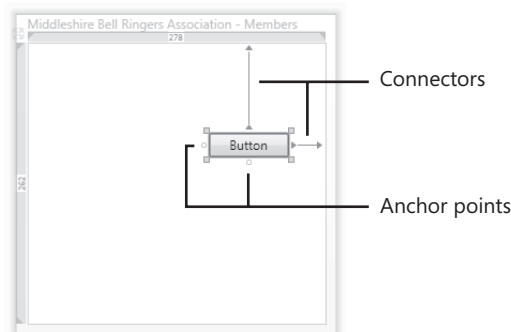 Middleshire Bell Ringers Association - Members
278
Connectors
Button
262
Anchor points